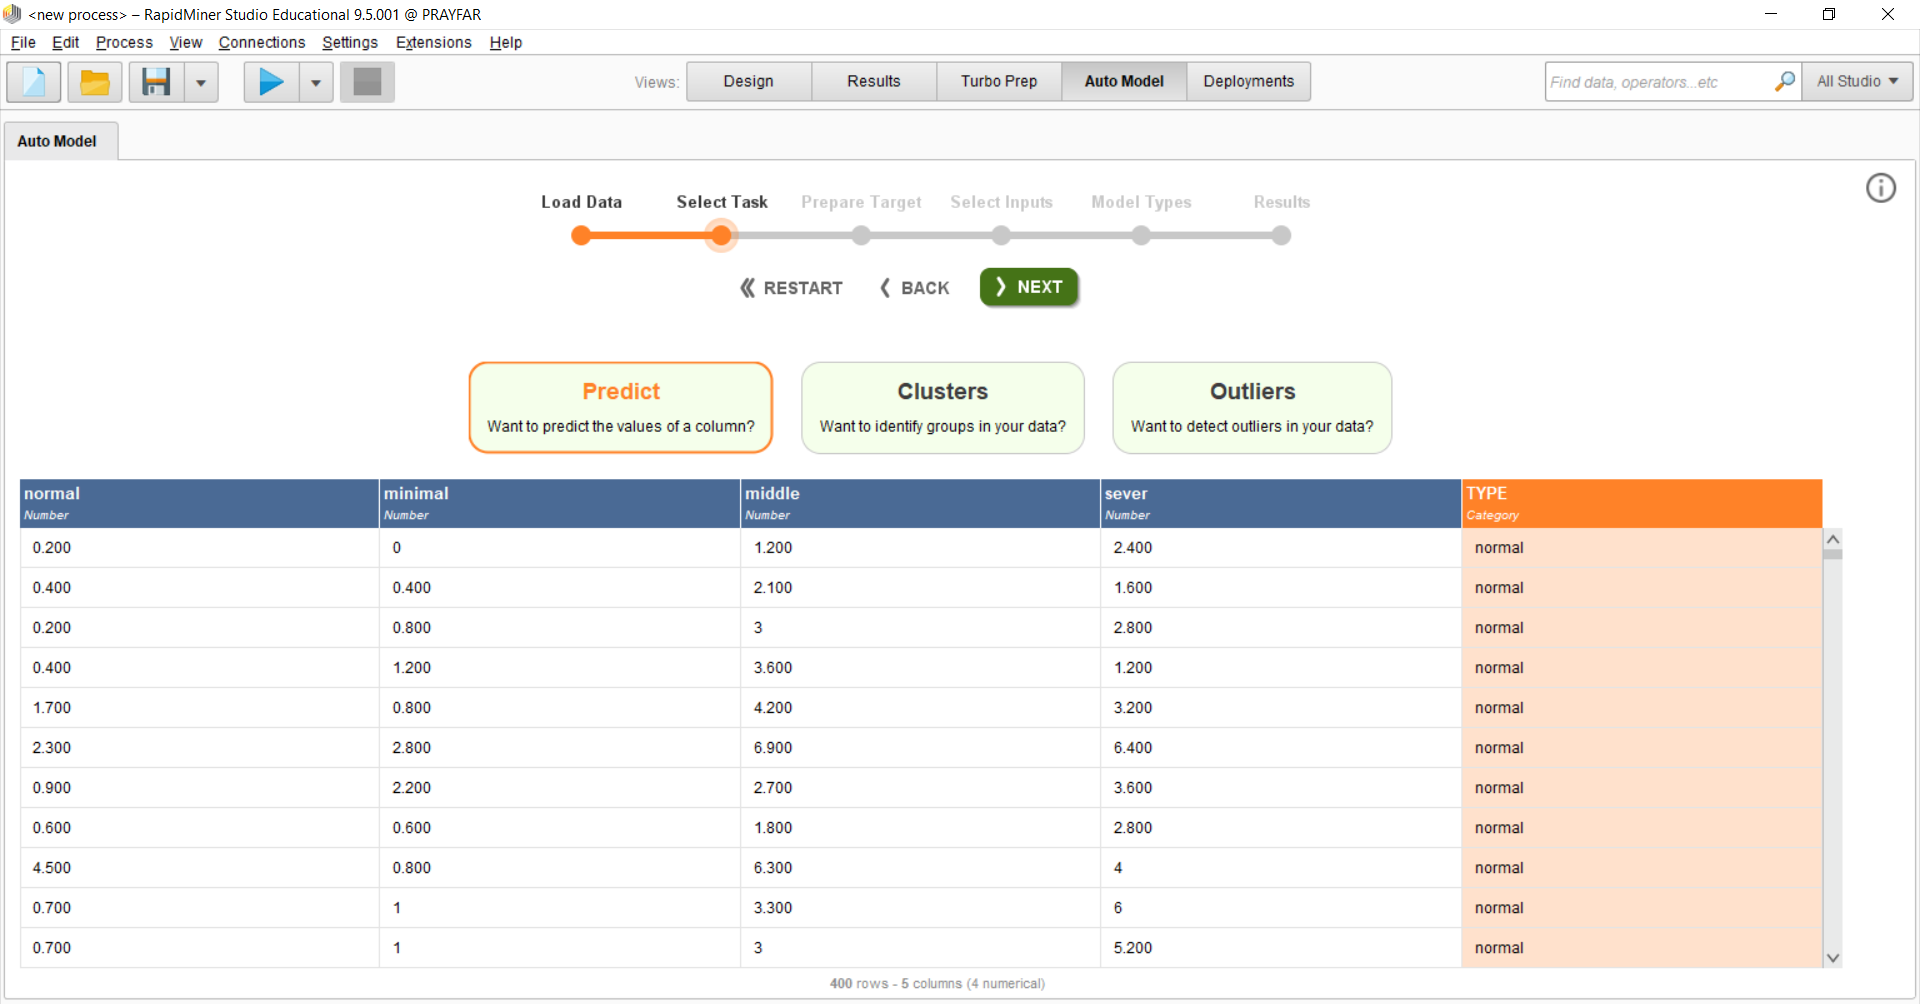 <new process> – RapidMiner Studio Educational 9.5.001 @ PRAYFAR
File Edit Process View Connections Settings Extensions Help
Views: Design Results Turbo Prep Auto Model Deployments Find data, operators...etc All Studio
Auto Model
Load Data Select Task Prepare Target Select Inputs Model Types Results
RESTART BACK NEXT
Predict Clusters Outliers
Want to predict the values of a column? Want to identify groups in your data? Want to detect outliers in your data?
normal minimal middle sever TYPE
Number Number Number Number Category
0.200 0 1.200 2.400 normal
0.400 0.400 2.100 1.600 normal
0.200 0.800 3 2.800 normal
0.400 1.200 3.600 1.200 normal
1.700 0.800 4.200 3.200 normal
2.300 2.800 6.900 6.400 normal
0.900 2.200 2.700 3.600 normal
0.600 0.600 1.800 2.800 normal
4.500 0.800 6.300 4 normal
0.700 1 3.300 6 normal
0.700 1 3 5.200 normal
400 rows - 5 columns (4 numerical)